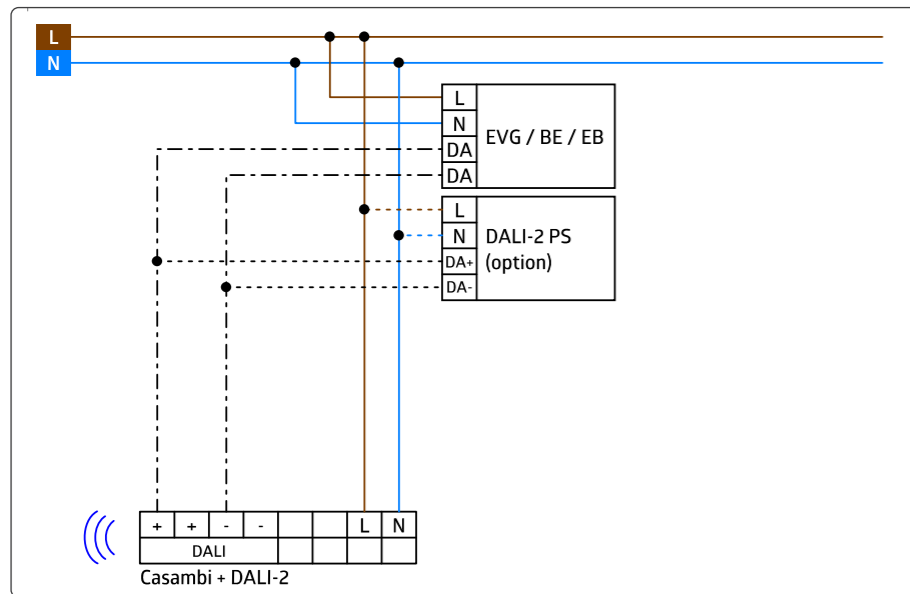 L
N
L
N
DA
DA
EVG / BE / EB
L
N
DA+
DA-
DALI-2 PS
(option)
+ + - - L N
DALI
Casambi + DALI-2